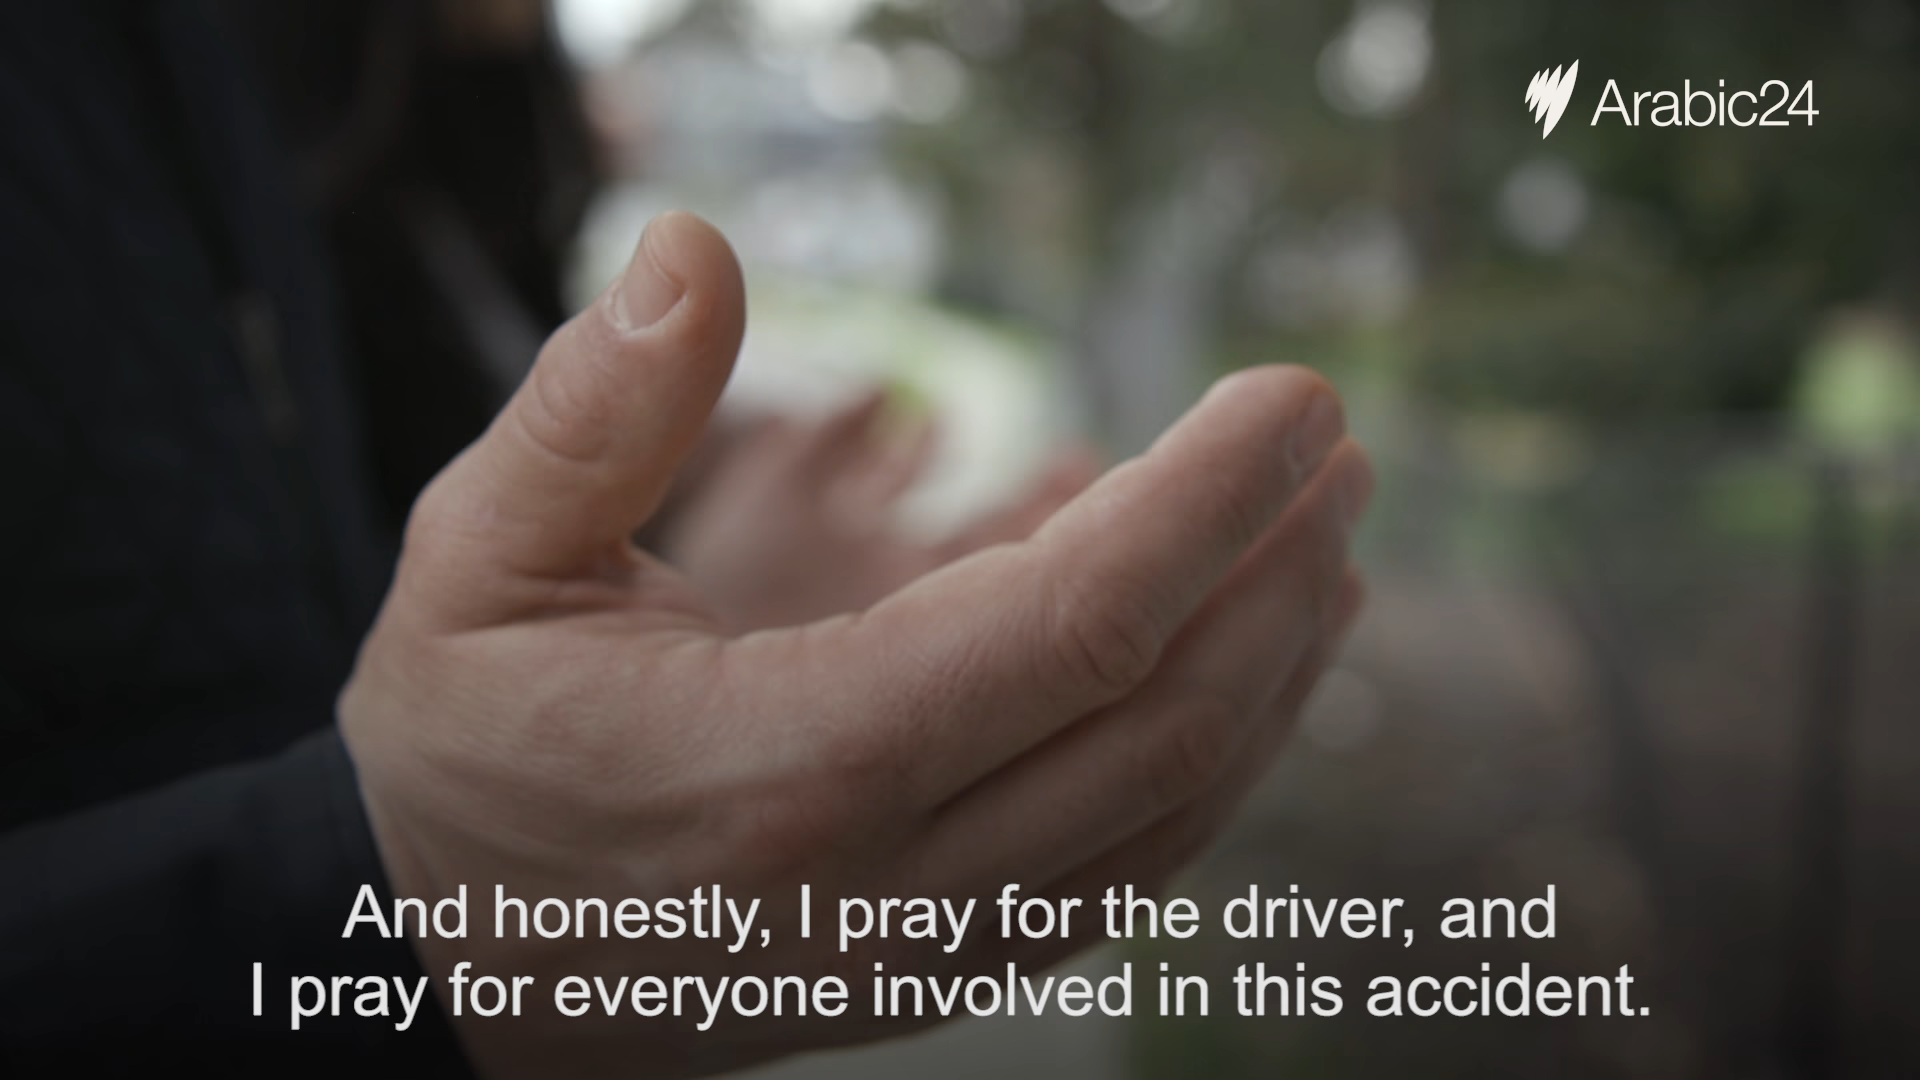 Arabic24
And honestly, I pray for the driver, and
I pray for everyone involved in this accident.